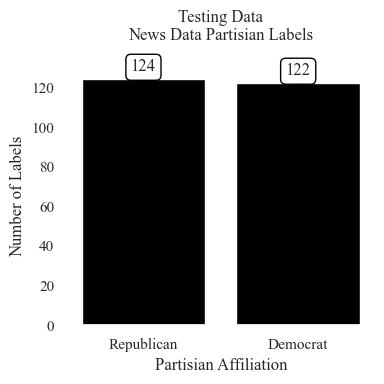 Testing Data
News Data Partisian Labels
124
122
120
100
80
60
40
20
0
Number of Labels
Republican
Democrat
Partisian Affiliation